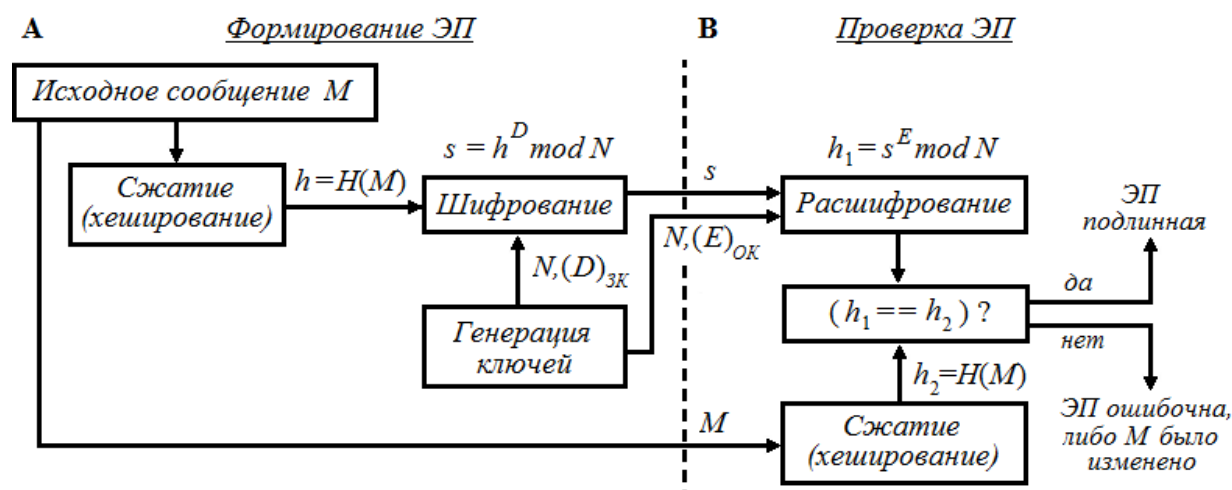 А Формирование ЭП В Проверка ЭП
Исходное сообщение M
s = h^D mod N
h₁ = s^E mod N
Сжатие
(хеширование)
h=H(M)
Шифрование
s
Расшифрование
ЭП
подлинная
N,(D)ЗК
N,(E)ОК
да
Генерация
ключей
( h₁ == h₂ ) ?
нет
h₂=H(M)
M
Сжатие
(хеширование)
ЭП ошибочна,
либо M было
изменено